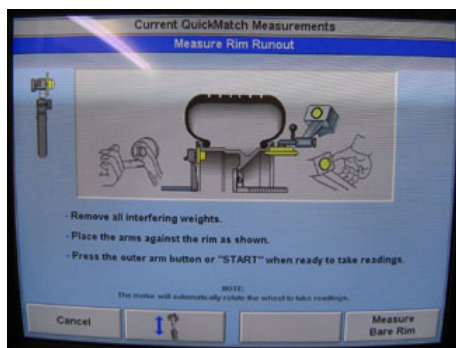 Current QuickMatch Measurements
Measure Rim Runout
- Remove all interfering weights.
- Place the arms against the rim as shown.
- Press the outer arm button or "START" when ready to take readings.
NOTE:
The motor will automatically rotate the wheel to take readings.
Cancel
Measure
Bare Rim